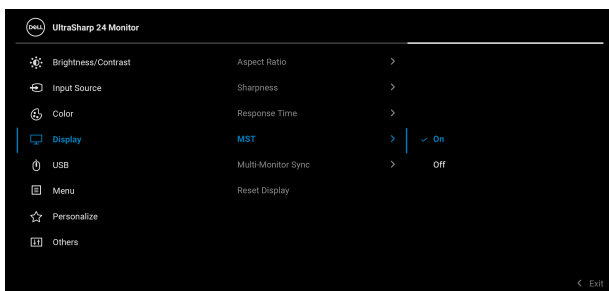 DELL UltraSharp 24 Monitor
Brightness/Contrast Aspect Ratio
Input Source Sharpness
Color Response Time
Display MST On
USB Multi-Monitor Sync Off
Menu Reset Display
Personalize
Others
Exit